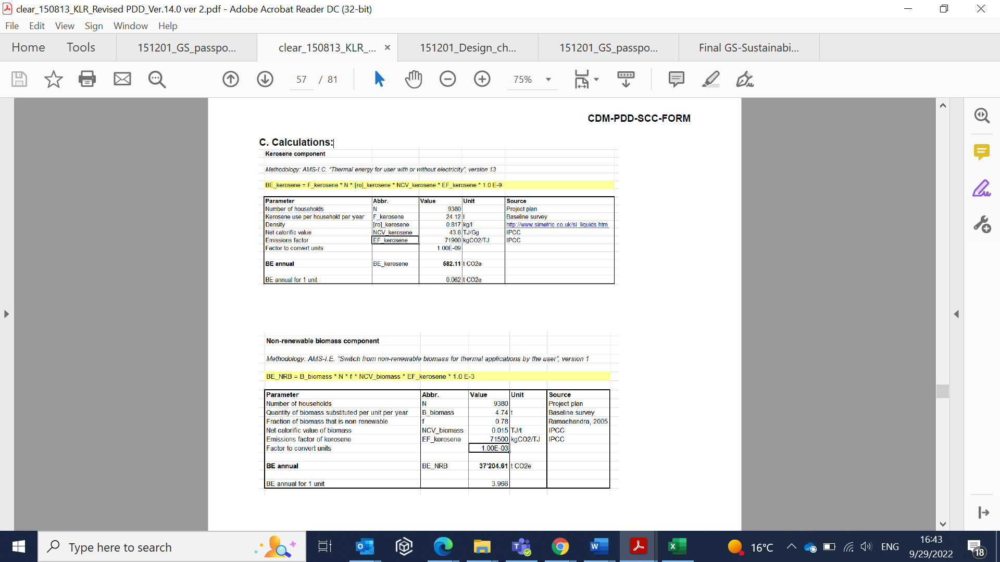 clear_150813_KLR_Revised PDD_Ver.14.0 ver 2.pdf - Adobe Acrobat Reader DC (32-bit)
File Edit View Sign Window Help
Home Tools 151201_GS_passpo... clear_150813_KLR_... × 151201_Design_ch... 151201_GS_passpo... Final GS-Sustainabi...
57 / 81 75%
CDM-PDD-SCC-FORM
C. Calculations:
Kerosene component
Methodology: AMS-I.C. "Thermal energy for user with or without electricity", version 13
BE_kerosene = F_kerosene * N * [ro]_kerosene * NCV_kerosene * EF_kerosene * 1.0 E-9
Parameter Abbr. Value Unit Source
Number of households N 9380 Project plan
Kerosene use per household per year F_kerosene 24.12 l Baseline survey
Density [ro]_kerosene 0.817 kg/l http://www.simetric.co.uk/si_liquids.htm
Net calorific value NCV_kerosene 43.8 TJ/Gg IPCC
Emissions factor EF_kerosene 71900 kgCO2/TJ IPCC
Factor to convert units 1.00E-09
BE annual BE_kerosene 582.11 t CO2e
BE annual for 1 unit 0.062 t CO2e
Non-renewable biomass component
Methodology: AMS-I.E. "Switch from non-renewable biomass for thermal applications by the user", version 1
BE_NRB = B_biomass * N * f * NCV_biomass * EF_kerosene * 1.0 E-3
Parameter Abbr. Value Unit Source
Number of households N 9380 Project plan
Quantity of biomass substituted per unit per year B_biomass 4.74 t Baseline survey
Fraction of biomass that is non renewable f 0.78 Ramachandra, 2005
Net calorific value of biomass NCV_biomass 0.015 TJ/t IPCC
Emissions factor of kerosene EF_kerosene 71500 kgCO2/TJ IPCC
Factor to convert units 1.00E-03
BE annual BE_NRB 37'204.61 t CO2e
BE annual for 1 unit 3.966
Type here to search
16°C ENG 16:43
9/29/2022 18